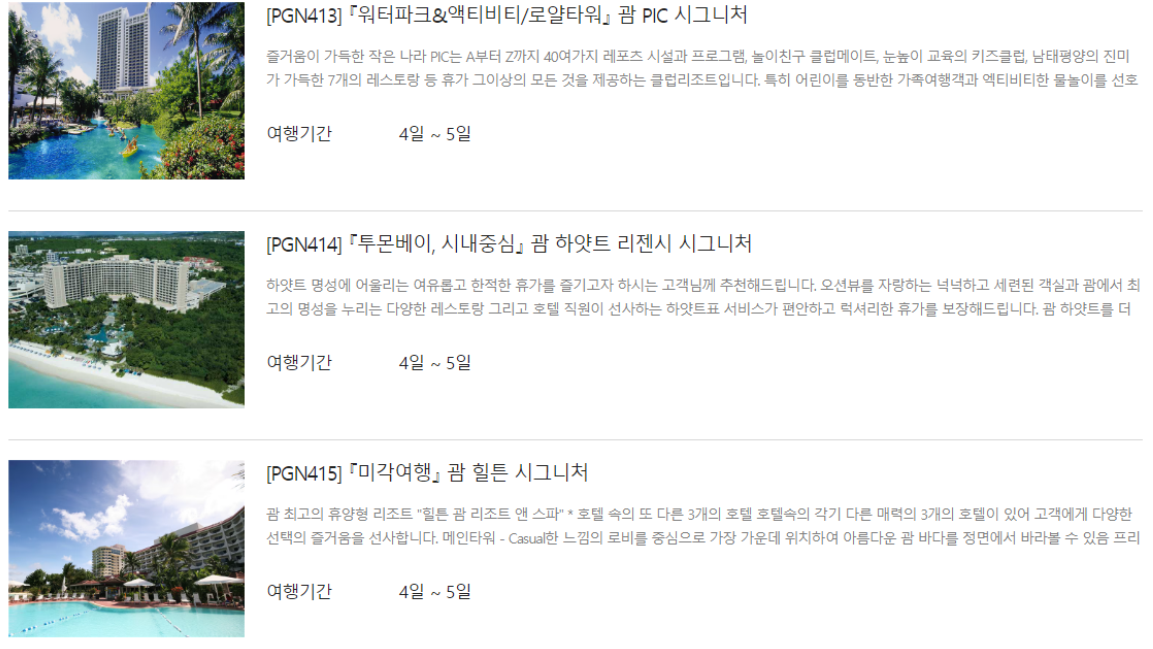 [PGN413]『워터파크&액티비티/로얄타워』 괌 PIC 시그니처
즐거움이 가득한 작은 나라 PIC는 A부터 Z까지 40여가지 레포츠 시설과 프로그램, 놀이친구 클럽메이트, 눈높이 교육의 키즈클럽, 남태평양의 진미
가 가득한 7개의 레스토랑 등 휴가 그이상의 모든 것을 제공하는 클럽리조트입니다. 특히 어린이를 동반한 가족여행객과 엑티비티한 물놀이를 선호
여행기간 4일 ~ 5일
[PGN414]『투몬베이, 시내중심』 괌 하얏트 리젠시 시그니처
하얏트 명성에 어울리는 여유롭고 한적한 휴가를 즐기고자 하시는 고객님께 추천해드립니다. 오션뷰를 자랑하는 넉넉하고 세련된 객실과 괌에서 최
고의 명성을 누리는 다양한 레스토랑 그리고 호텔 직원이 선사하는 하얏트표 서비스가 편안하고 럭셔리한 휴가를 보장해드립니다. 괌 하얏트를 더
여행기간 4일 ~ 5일
[PGN415]『미각여행』 괌 힐튼 시그니처
괌 최고의 휴양형 리조트 "힐튼 괌 리조트 앤 스파" * 호텔 속의 또 다른 3개의 호텔 호텔속의 각기 다른 매력의 3개의 호텔이 있어 고객에게 다양한
선택의 즐거움을 선사합니다. 메인타워 - Casual한 느낌의 로비를 중심으로 가장 가운데 위치하여 아름다운 괌 바다를 정면에서 바라볼 수 있음 프리
여행기간 4일 ~ 5일